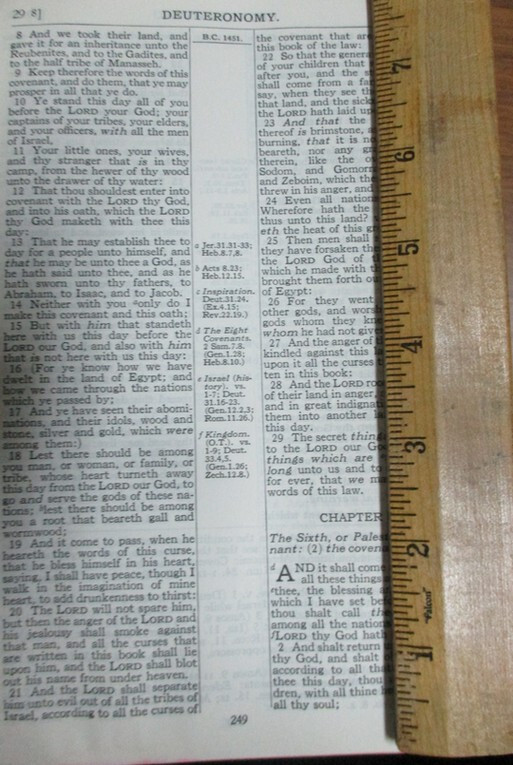 29 8]
DEUTERONOMY.
8 And we took their land, and
gave it for an inheritance unto the
Reubenites, and to the Gadites, and
to the half tribe of Manasseh.
9 Keep therefore the words of this
covenant, and do them, that ye may
prosper in all that ye do.
10 Ye stand this day all of you
before the LORD your God; your
captains of your tribes, your elders,
and your officers, with all the men
of Israel,
11 Your little ones, your wives,
and thy stranger that is in thy
camp, from the hewer of thy wood
unto the drawer of thy water:
12 That thou shouldest enter into
covenant with the LORD thy God,
and into his oath, which the LORD
thy God maketh with thee this
day:
13 That he may establish thee to
day for a people unto himself, and
that he may be unto thee a God, as
he hath said unto thee, and as he
hath sworn unto thy fathers, to
Abraham, to Isaac, and to Jacob.
14 Neither with you only do I
make this covenant and this oath;
15 But with him that standeth
here with us this day before the
LORD our God, and also with him
that is not here with us this day:
16 (For ye know how we have
dwelt in the land of Egypt; and
how we came through the nations
which ye passed by;
17 And ye have seen their abomi-
nations, and their idols, wood and
stone, silver and gold, which were
among them:)
18 Lest there should be among
you man, or woman, or family, or
tribe, whose heart turneth away
this day from the LORD our God, to
go and serve the gods of these na-
tions; lest there should be among
you a root that beareth gall and
wormwood;
19 And it come to pass, when he
heareth the words of this curse,
that he bless himself in his heart,
saying, I shall have peace, though I
walk in the imagination of mine
heart, to add drunkenness to thirst:
20 The LORD will not spare him,
but then the anger of the LORD and
his jealousy shall smoke against
that man, and all the curses that
are written in this book shall lie
upon him, and the LORD shall blot
out his name from under heaven.
21 And the LORD shall separate
him unto evil out of all the tribes of
Israel, according to all the curses of
B.C. 1451.
a Jer.31.31-33;
Heb.8.7,8.
b Acts 8.23;
Heb.12.15.
c Inspiration.
Deut.31.24.
(Ex.4.15;
Rev.22.19.)
d The Eight
Covenants.
2 Sam.7.8.
(Gen.1.28;
Heb.8.10.)
e Israel (his-
tory). vs.
1-7; Deut.
31.16-23.
(Gen.12.2,3;
Rom.11.26.)
f Kingdom.
(O.T.). vs.
1-9; Deut.
33.4,5.
(Gen.1.26;
Zech.12.8.)
the covenant that are
this book of the law:
22 So that the genera
of your children that
after you, and the s
shall come from a fa
say, when they see th
that land, and the sick
the LORD hath laid u
23 And that the
thereof is brimstone,
burning, that it is no
beareth, nor any gr
therein, like the o
Sodom, and Gomor
and Zeboim, which the
threw in his anger, and
24 Even all nation
Wherefore hath the
thus unto this land?
eth the heat of this gr
25 Then men shall
they have forsaken the
the LORD God of t
which he made with t
brought them forth ou
of Egypt:
26 For they went
other gods, and wors
gods whom they kn
whom he had not give
27 And the anger of
kindled against this l
upon it all the curses
ten in this book:
28 And the LORD roo
of their land in anger,
and in great indignat
them into another la
this day.
29 The secret thing
to the LORD our Go
things which are
long unto us and to
for ever, that we m
words of this law.
CHAPTER
The Sixth, or Pales
nant: (2) the covena
d AND it shall come
all these things
thee, the blessing a
which I have set be
thou shalt call the
among all the nation
f LORD thy God hath
2 And shalt return
thy God, and shalt o
according to all tha
thee this day, thou
dren, with all thine h
all thy soul;
249
7
6
5
4
3
2
1
"Falcon"